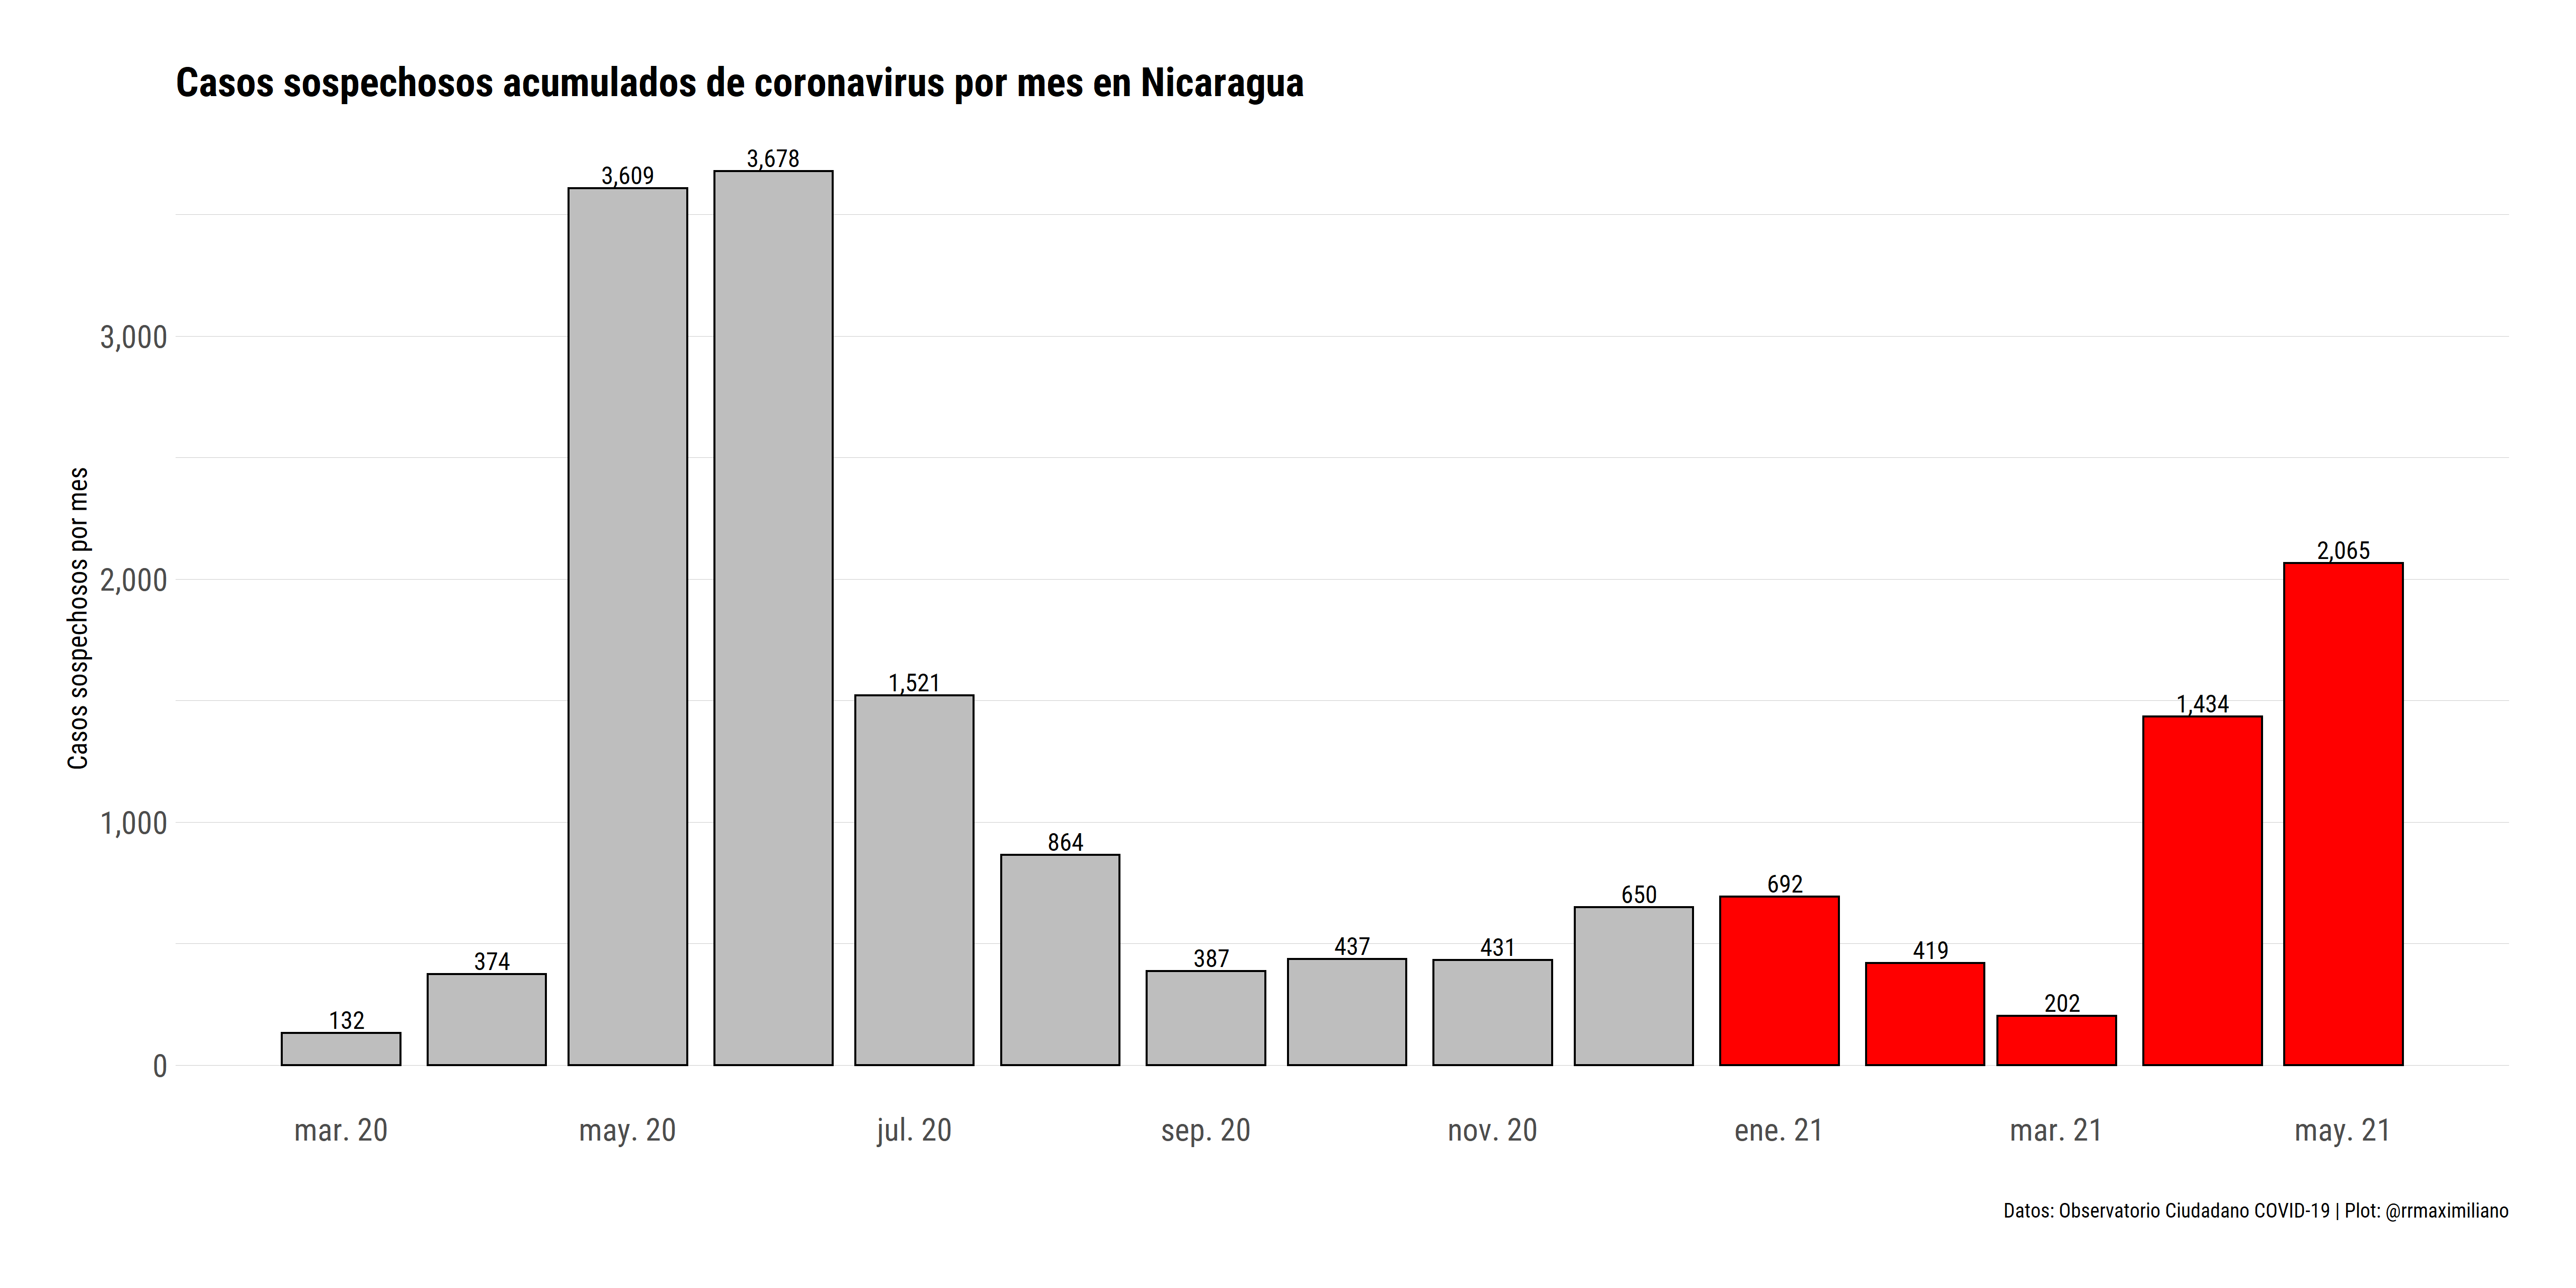 Casos sospechosos acumulados de coronavirus por mes en Nicaragua
Casos sospechosos por mes
3,000
2,000
1,000
0
132
374
3,609
3,678
1,521
864
387
437
431
650
692
419
202
1,434
2,065
mar. 20
may. 20
jul. 20
sep. 20
nov. 20
ene. 21
mar. 21
may. 21
Datos: Observatorio Ciudadano COVID-19 | Plot: @rrmaximiliano